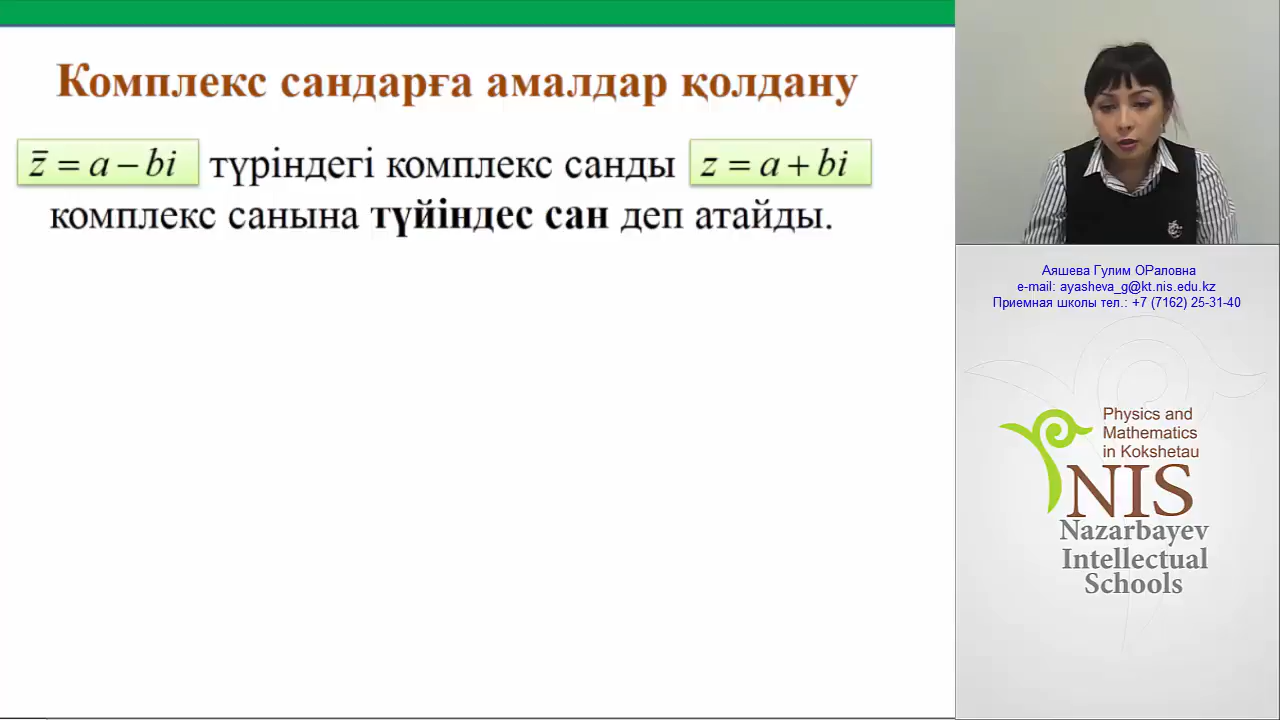 Комплекс сандарға амалдар қолдану
z̄ = a − bi түріндегі комплекс санды z = a + bi
комплекс санына түйіндес сан деп атайды.
Аяшева Гулим ОРаловна
e-mail: ayasheva_g@kt.nis.edu.kz
Приемная школы тел.: +7 (7162) 25-31-40
Physics and
Mathematics
in Kokshetau
NIS
Nazarbayev
Intellectual
Schools